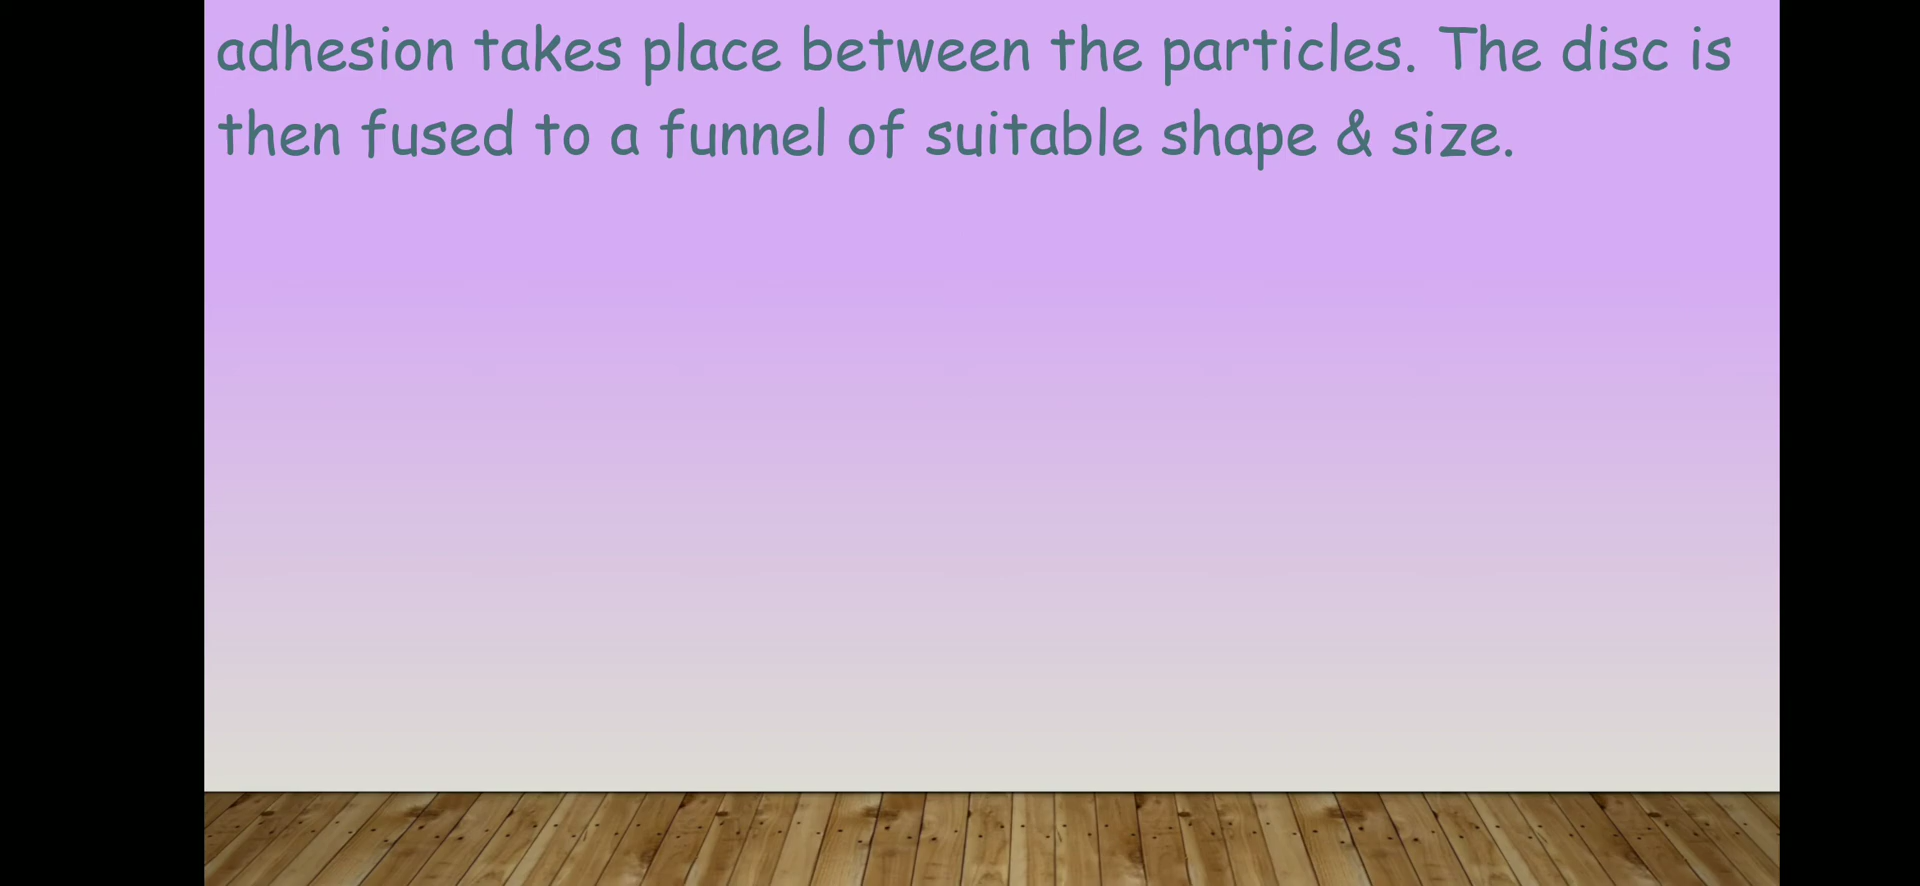 adhesion takes place between the particles. The disc is
then fused to a funnel of suitable shape & size.